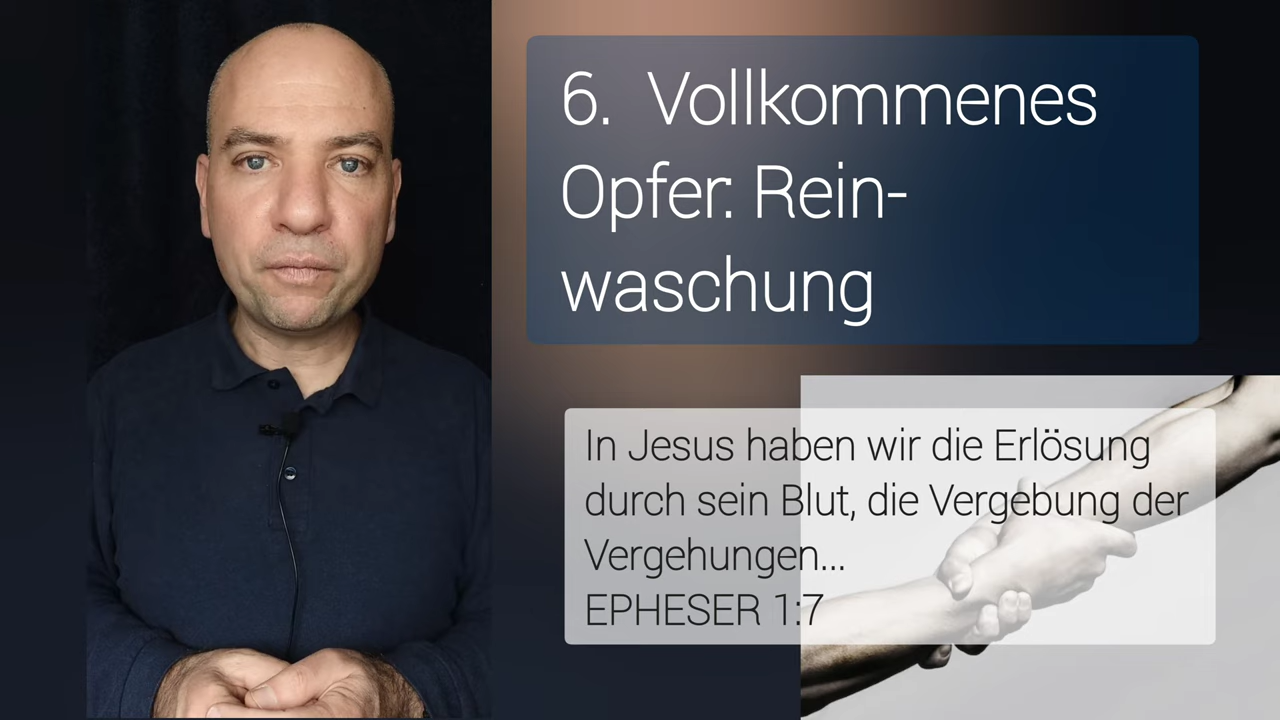 6. Vollkommenes
Opfer: Rein-
waschung
In Jesus haben wir die Erlösung
durch sein Blut, die Vergebung der
Vergehungen...
EPHESER 1:7